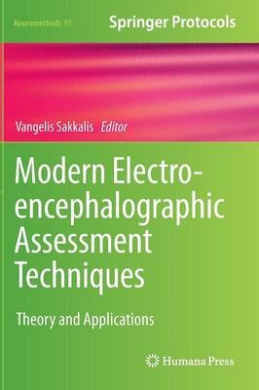 Neuromethods 91
Springer Protocols
Vangelis Sakkalis Editor
Modern Electro-
encephalographic
Assessment
Techniques
Theory and Applications
Humana Press